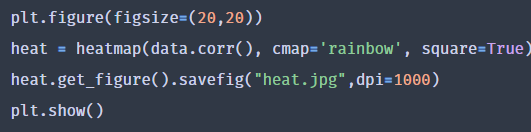 plt.figure(figsize=(20,20))
heat = heatmap(data.corr(), cmap='rainbow', square=True)
heat.get_figure().savefig("heat.jpg",dpi=1000)
plt.show()